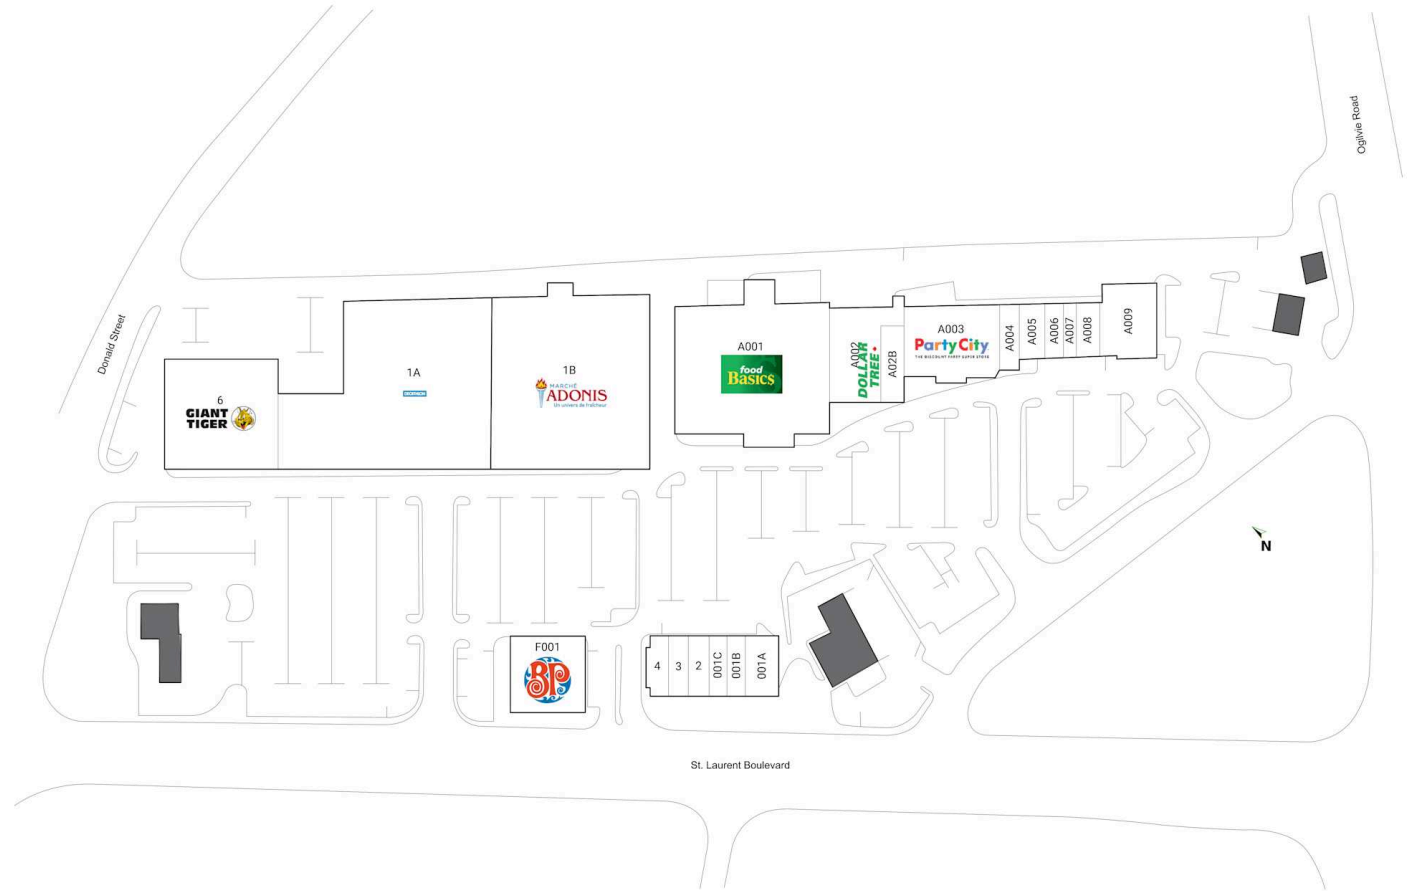 Ogilvie Road
Donald Street
6
GIANT
TIGER
1A
DECATHLON
1B
MARCHÉ
ADONIS
Un univers de fraîcheur
A001
food
Basics
A002
DOLLAR
TREE
A02B
A003
Party City
THE DISCOUNT PARTY SUPER STORE
A004
A005
A006
A007
A008
A009
N
F001
BP
4
3
2
001C
001B
001A
St. Laurent Boulevard